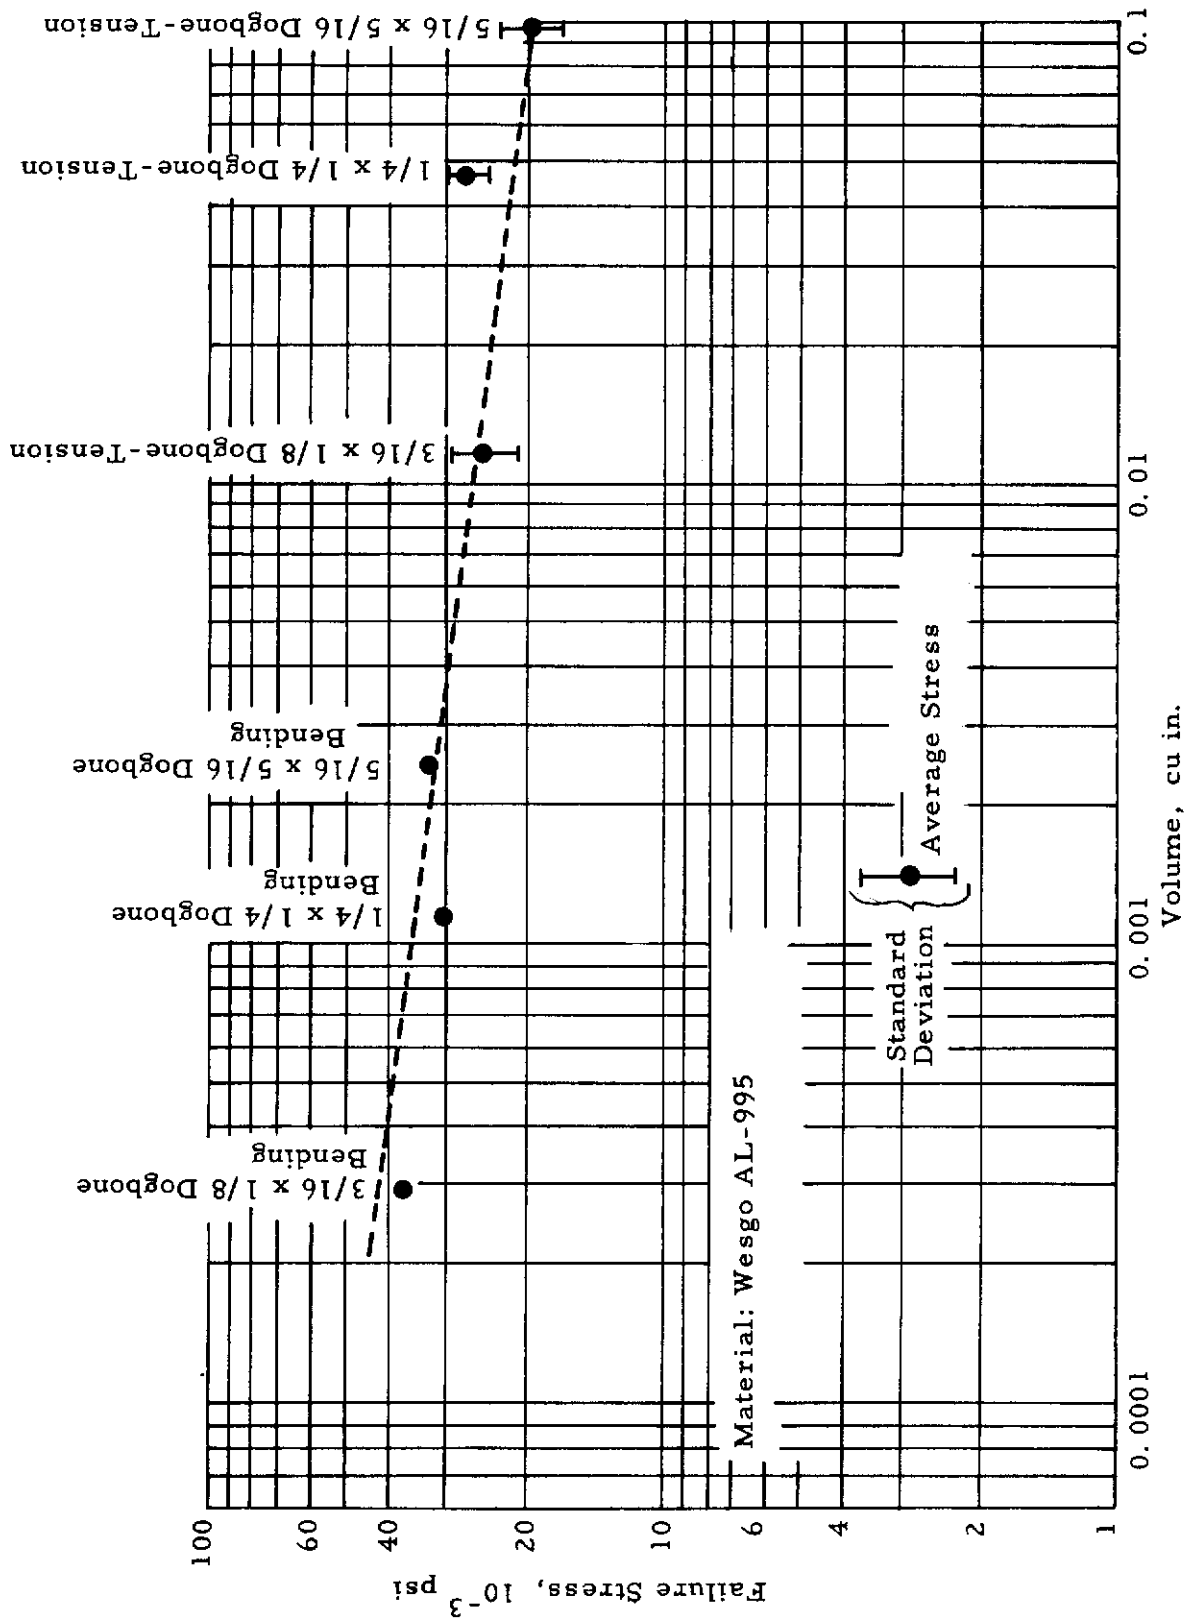 5/16 x 5/16 Dogbone-Tension
1/4 x 1/4 Dogbone-Tension
3/16 x 1/8 Dogbone-Tension
5/16 x 5/16 Dogbone
Bending
1/4 x 1/4 Dogbone
Bending
3/16 x 1/8 Dogbone
Bending
Failure Stress, 10⁻³ psi
100
60
40
20
10
6
4
2
1
0.0001
0.001
0.01
0.1
Volume, cu in.
Material: Wesgo AL-995
Standard
Deviation
Average Stress